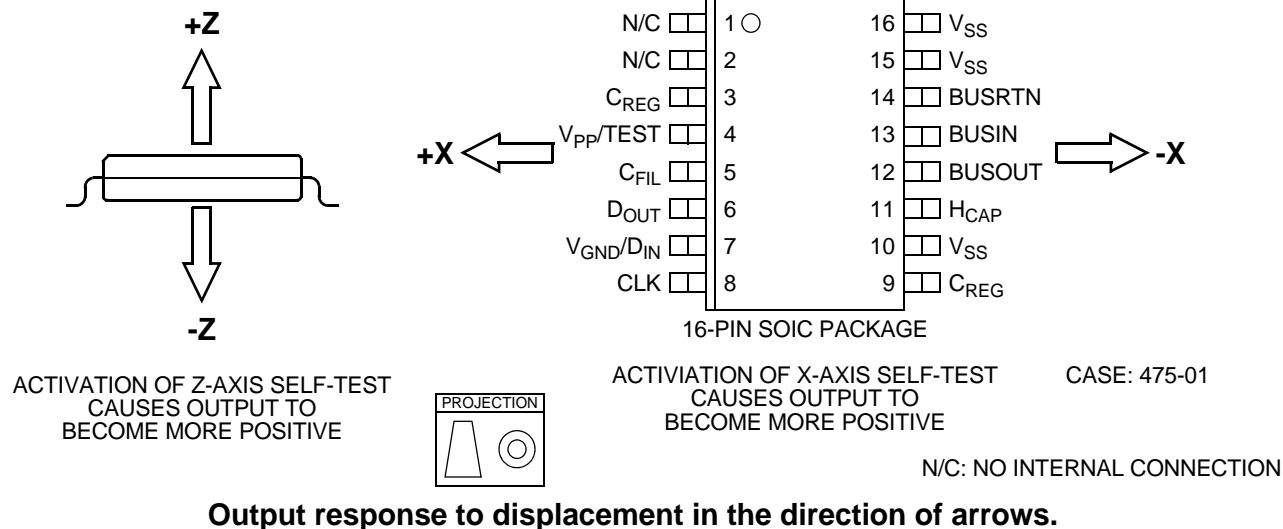 +Z
-Z
ACTIVATION OF Z-AXIS SELF-TEST
CAUSES OUTPUT TO
BECOME MORE POSITIVE
PROJECTION
+X
N/C 1 16 VSS
N/C 2 15 VSS
CREG 3 14 BUSRTN
VPP/TEST 4 13 BUSIN
CFIL 5 12 BUSOUT
DOUT 6 11 HCAP
VGND/DIN 7 10 VSS
CLK 8 9 CREG
-X
16-PIN SOIC PACKAGE
ACTIVIATION OF X-AXIS SELF-TEST
CAUSES OUTPUT TO
BECOME MORE POSITIVE
CASE: 475-01
N/C: NO INTERNAL CONNECTION
Output response to displacement in the direction of arrows.